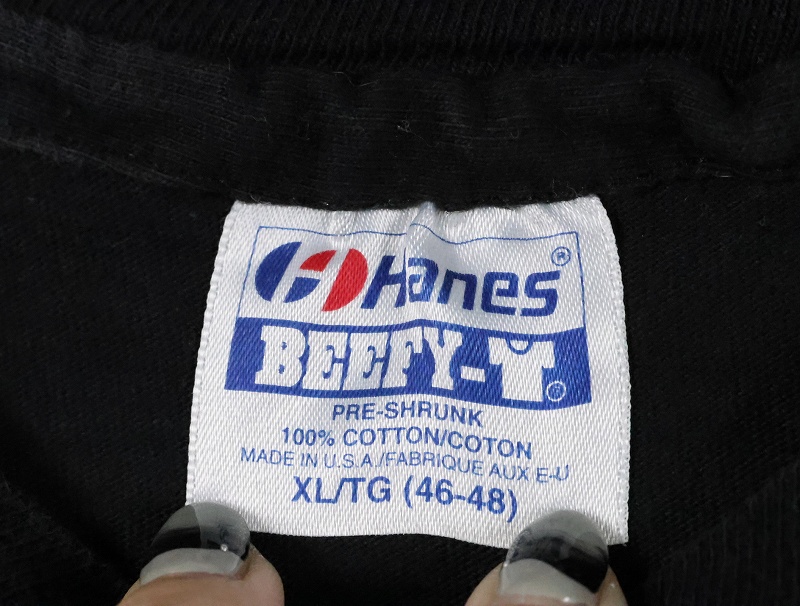 Hanes®
BEEFY-T®
PRE-SHRUNK
100% COTTON/COTON
MADE IN U.S.A./FABRIQUE AUX E-U
XL/TG (46-48)